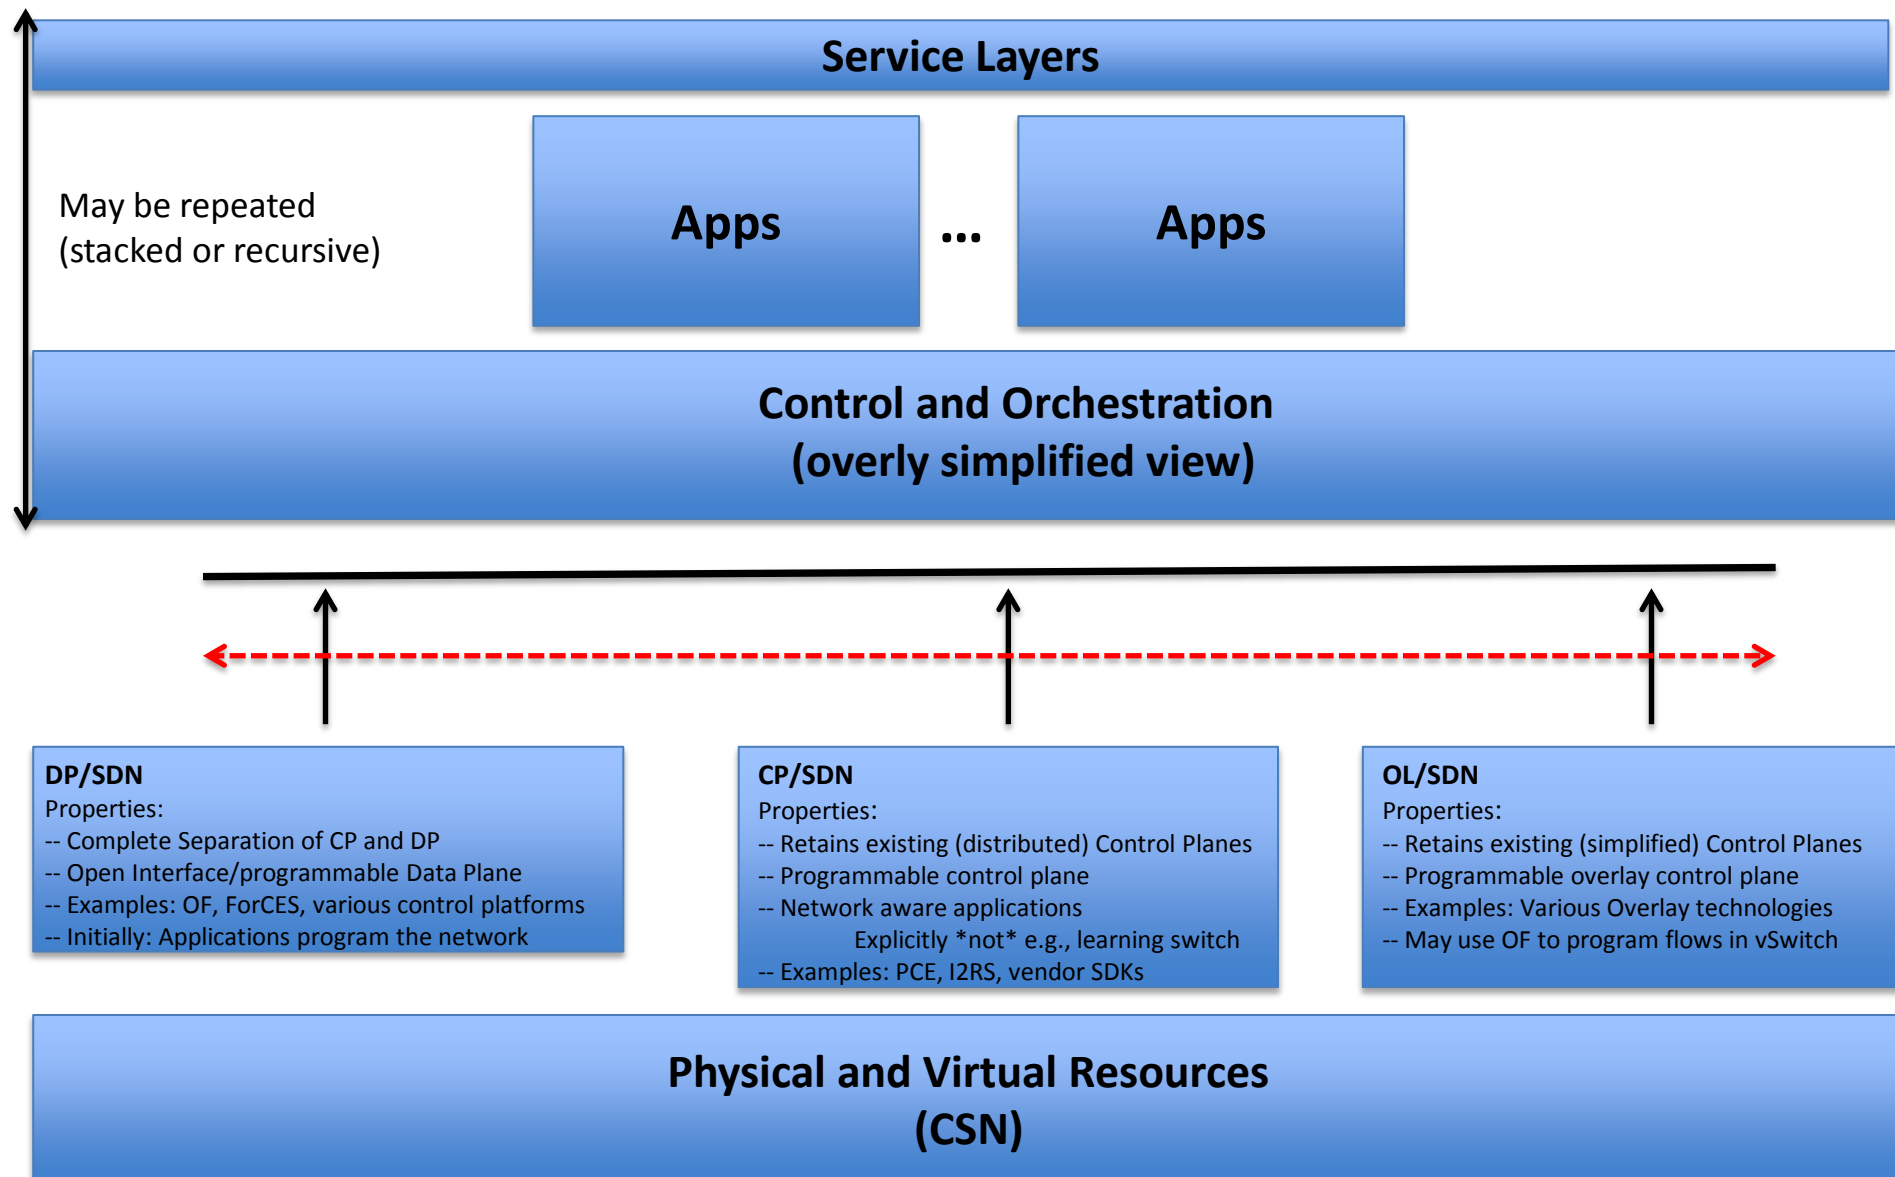 Service Layers
May be repeated
(stacked or recursive)
Apps
...
Apps
Control and Orchestration
(overly simplified view)
DP/SDN
Properties:
-- Complete Separation of CP and DP
-- Open Interface/programmable Data Plane
-- Examples: OF, ForCES, various control platforms
-- Initially: Applications program the network
CP/SDN
Properties:
-- Retains existing (distributed) Control Planes
-- Programmable control plane
-- Network aware applications
Explicitly *not* e.g., learning switch
-- Examples: PCE, I2RS, vendor SDKs
OL/SDN
Properties:
-- Retains existing (simplified) Control Planes
-- Programmable overlay control plane
-- Examples: Various Overlay technologies
-- May use OF to program flows in vSwitch
Physical and Virtual Resources
(CSN)